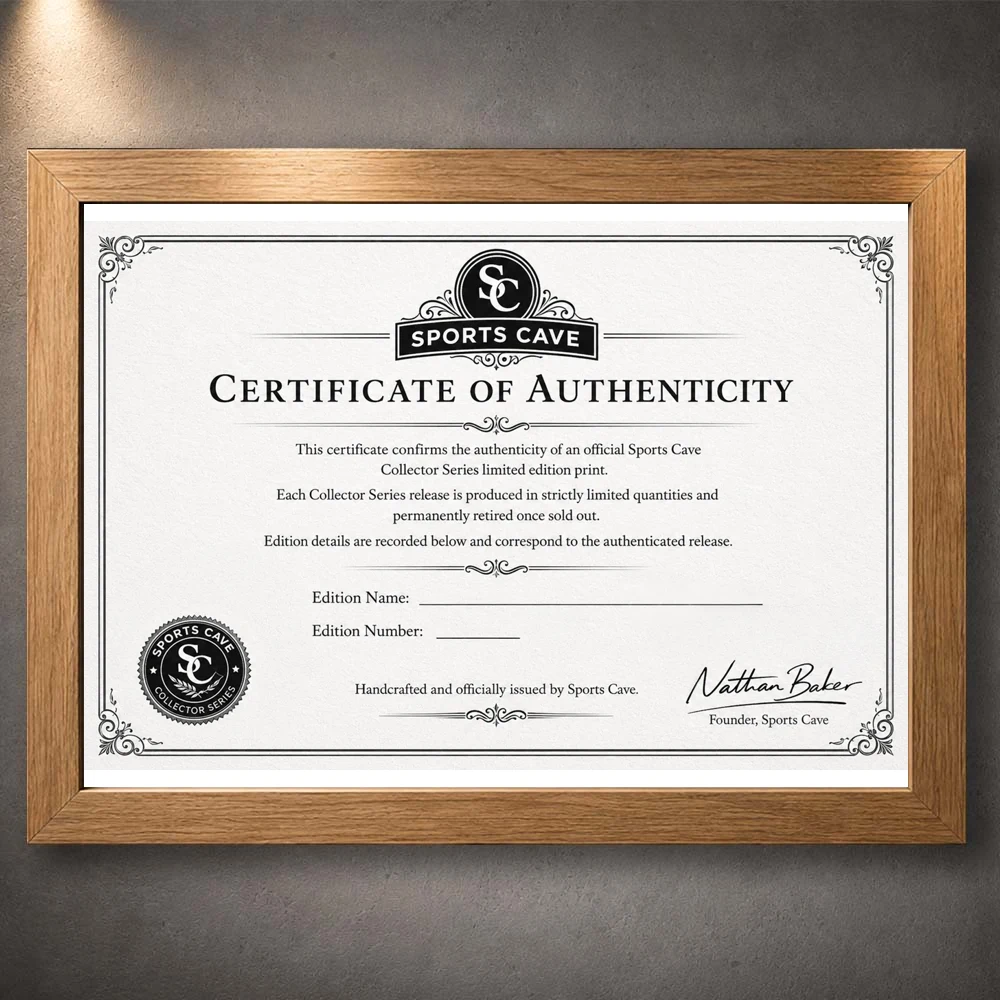 SC
SPORTS CAVE
CERTIFICATE OF AUTHENTICITY
This certificate confirms the authenticity of an official Sports Cave
Collector Series limited edition print.
Each Collector Series release is produced in strictly limited quantities and
permanently retired once sold out.
Edition details are recorded below and correspond to the authenticated release.
Edition Name:
Edition Number:
SPORTS CAVE
SC
COLLECTOR SERIES
Handcrafted and officially issued by Sports Cave.
Nathan Baker
Founder, Sports Cave